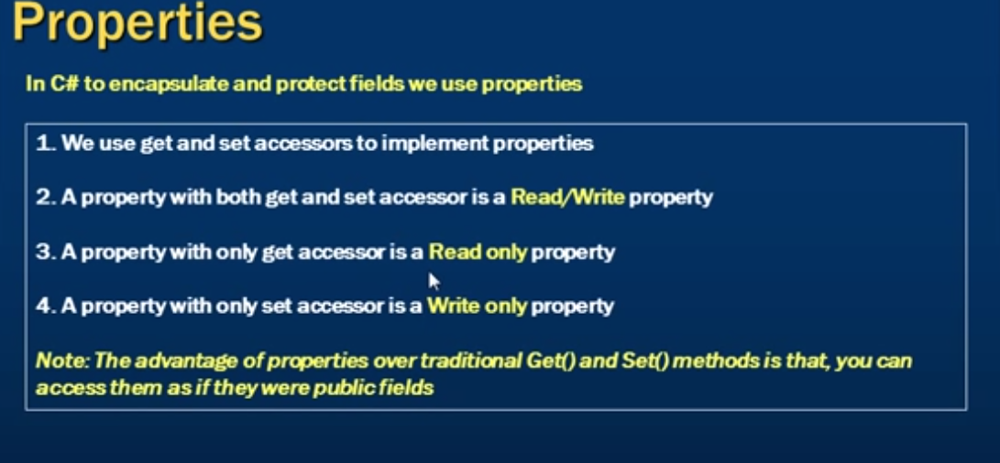 Properties
In C# to encapsulate and protect fields we use properties
1. We use get and set accessors to implement properties
2. A property with both get and set accessor is a Read/Write property
3. A property with only get accessor is a Read only property
4. A property with only set accessor is a Write only property
Note: The advantage of properties over traditional Get() and Set() methods is that, you can
access them as if they were public fields